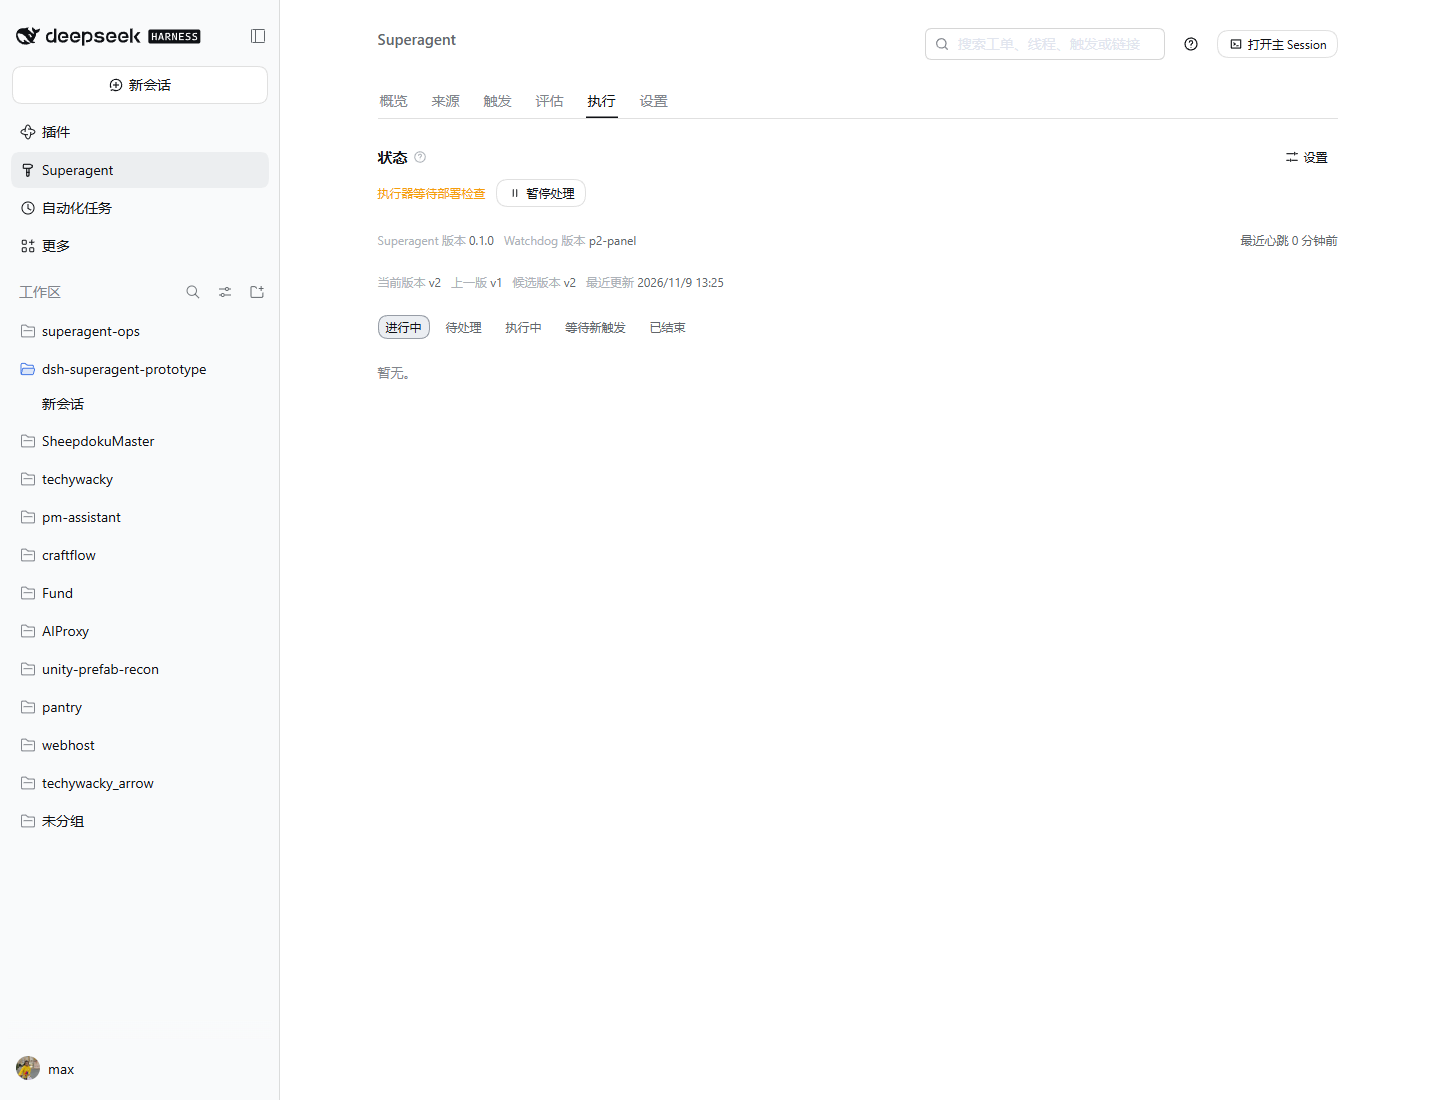 deepseek HARNESS
新会话
插件
Superagent
自动化任务
更多
工作区
superagent-ops
dsh-superagent-prototype
新会话
SheepdokuMaster
techywacky
pm-assistant
craftflow
Fund
AIProxy
unity-prefab-recon
pantry
webhost
techywacky_arrow
未分组
max
Superagent
搜索工单、线程、触发或链接
打开主 Session
概览 来源 触发 评估 执行 设置
状态
设置
执行器等待部署检查 暂停处理
Superagent 版本 0.1.0 Watchdog 版本 p2-panel
最近心跳 0 分钟前
当前版本 v2 上一版 v1 候选版本 v2 最近更新 2026/11/9 13:25
进行中 待处理 执行中 等待新触发 已结束
暂无。